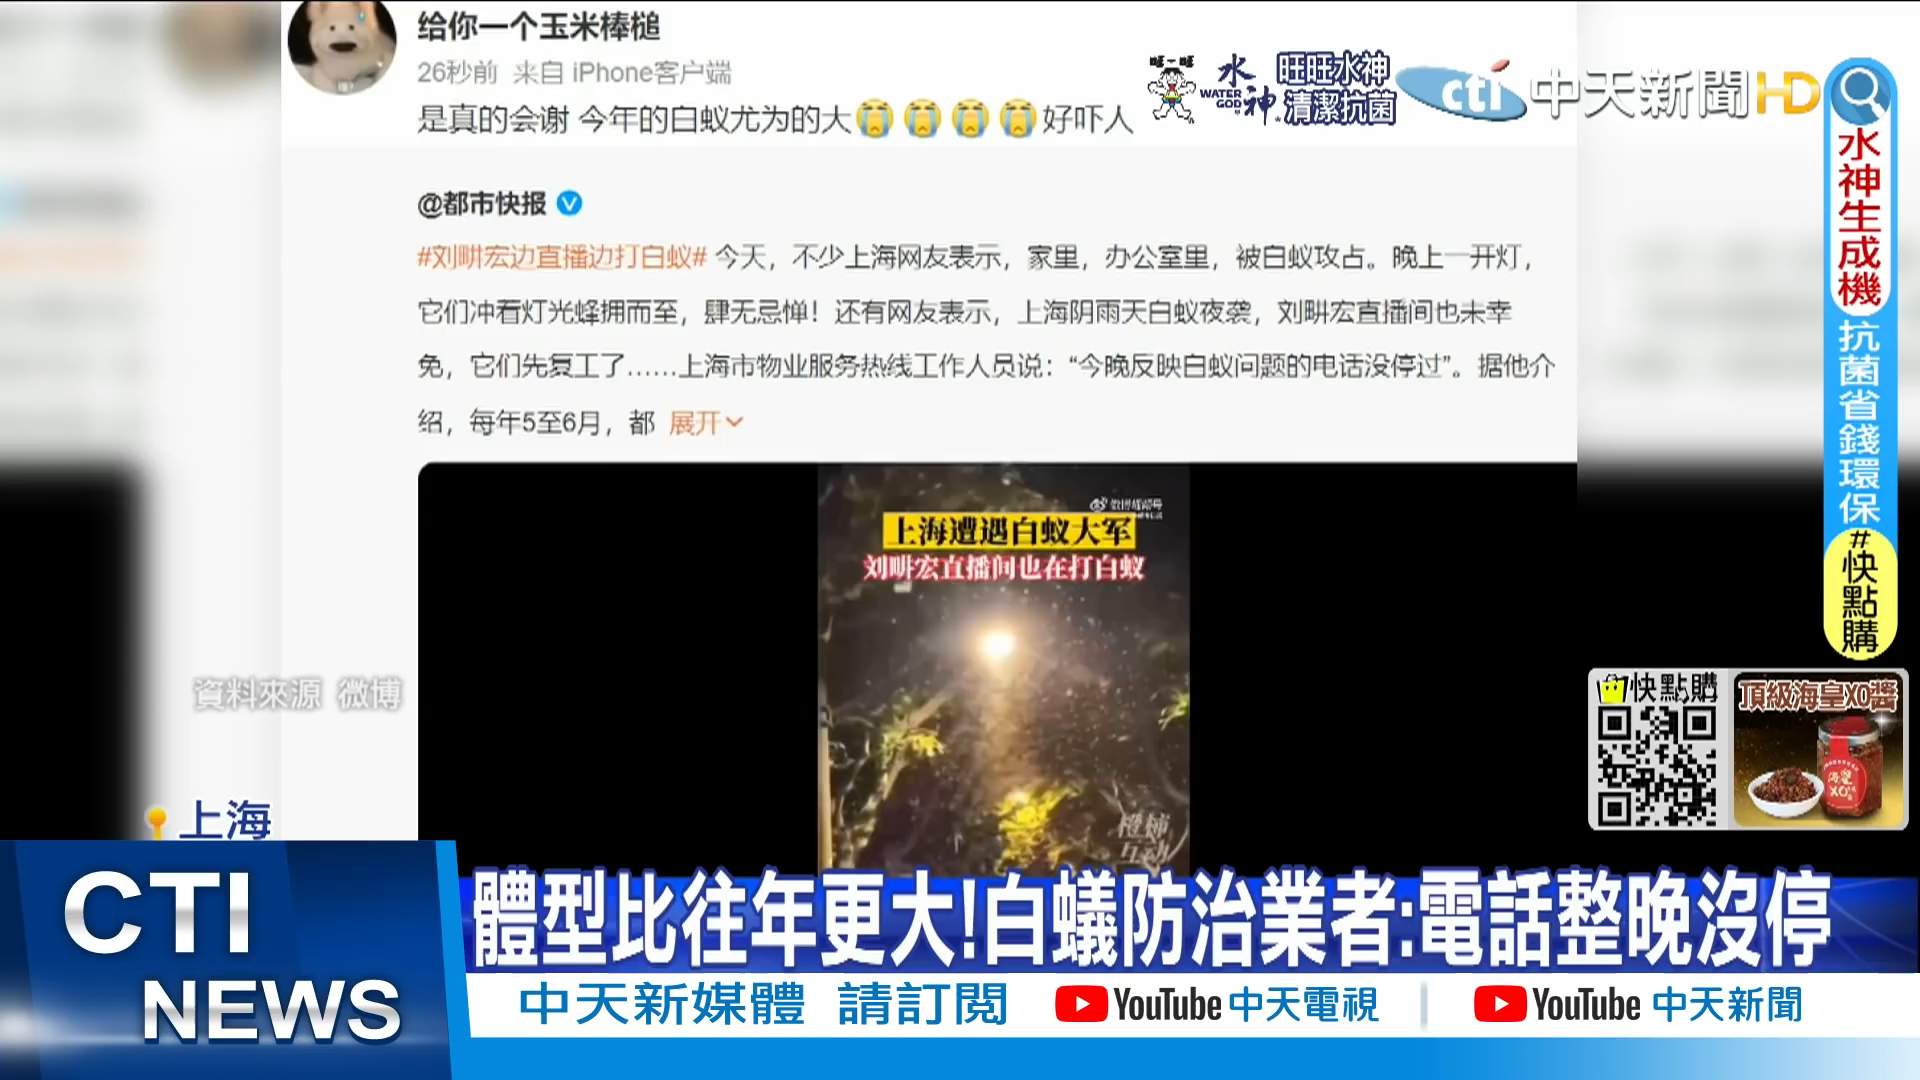 给你一个玉米棒槌
26秒前 来自 iPhone客户端
是真的会谢 今年的白蚁尤为的大😭😭😭😭好吓人
@都市快报
#刘畊宏边直播边打白蚁# 今天，不少上海网友表示，家里，办公室里，被白蚁攻占。晚上一开灯，
它们冲着灯光蜂拥而至，肆无忌惮！还有网友表示，上海阴雨天白蚁夜袭，刘畊宏直播间也未幸
免，它们先复工了……上海市物业服务热线工作人员说：“今晚反映白蚁问题的电话没停过”。据他介
绍，每年5至6月，都 展开
上海遭遇白蚁大军
刘畊宏直播间也在打白蚁
橙柿
互动
旺旺
水神
WATER GOD
旺旺水神
清潔抗菌
cti 中天新聞HD
水神生成機
抗菌省錢環保
#快點購
快點購
頂級海皇XO醬
資料來源 微博
上海
CTI
NEWS
體型比往年更大!白蟻防治業者:電話整晚沒停
中天新媒體 請訂閱 YouTube 中天電視 | YouTube 中天新聞